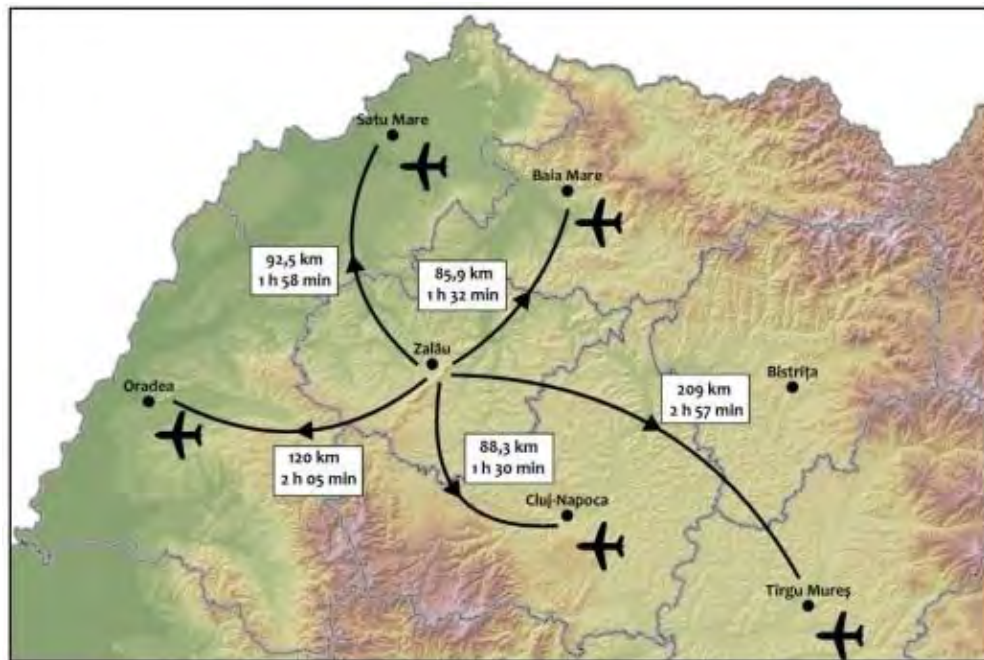 Satu Mare
Baia Mare
92,5 km
1 h 58 min
85,9 km
1 h 32 min
Zalău
Bistrița
Oradea
209 km
2 h 57 min
120 km
2 h 05 min
88,3 km
1 h 30 min
Cluj-Napoca
Tîrgu Mureș